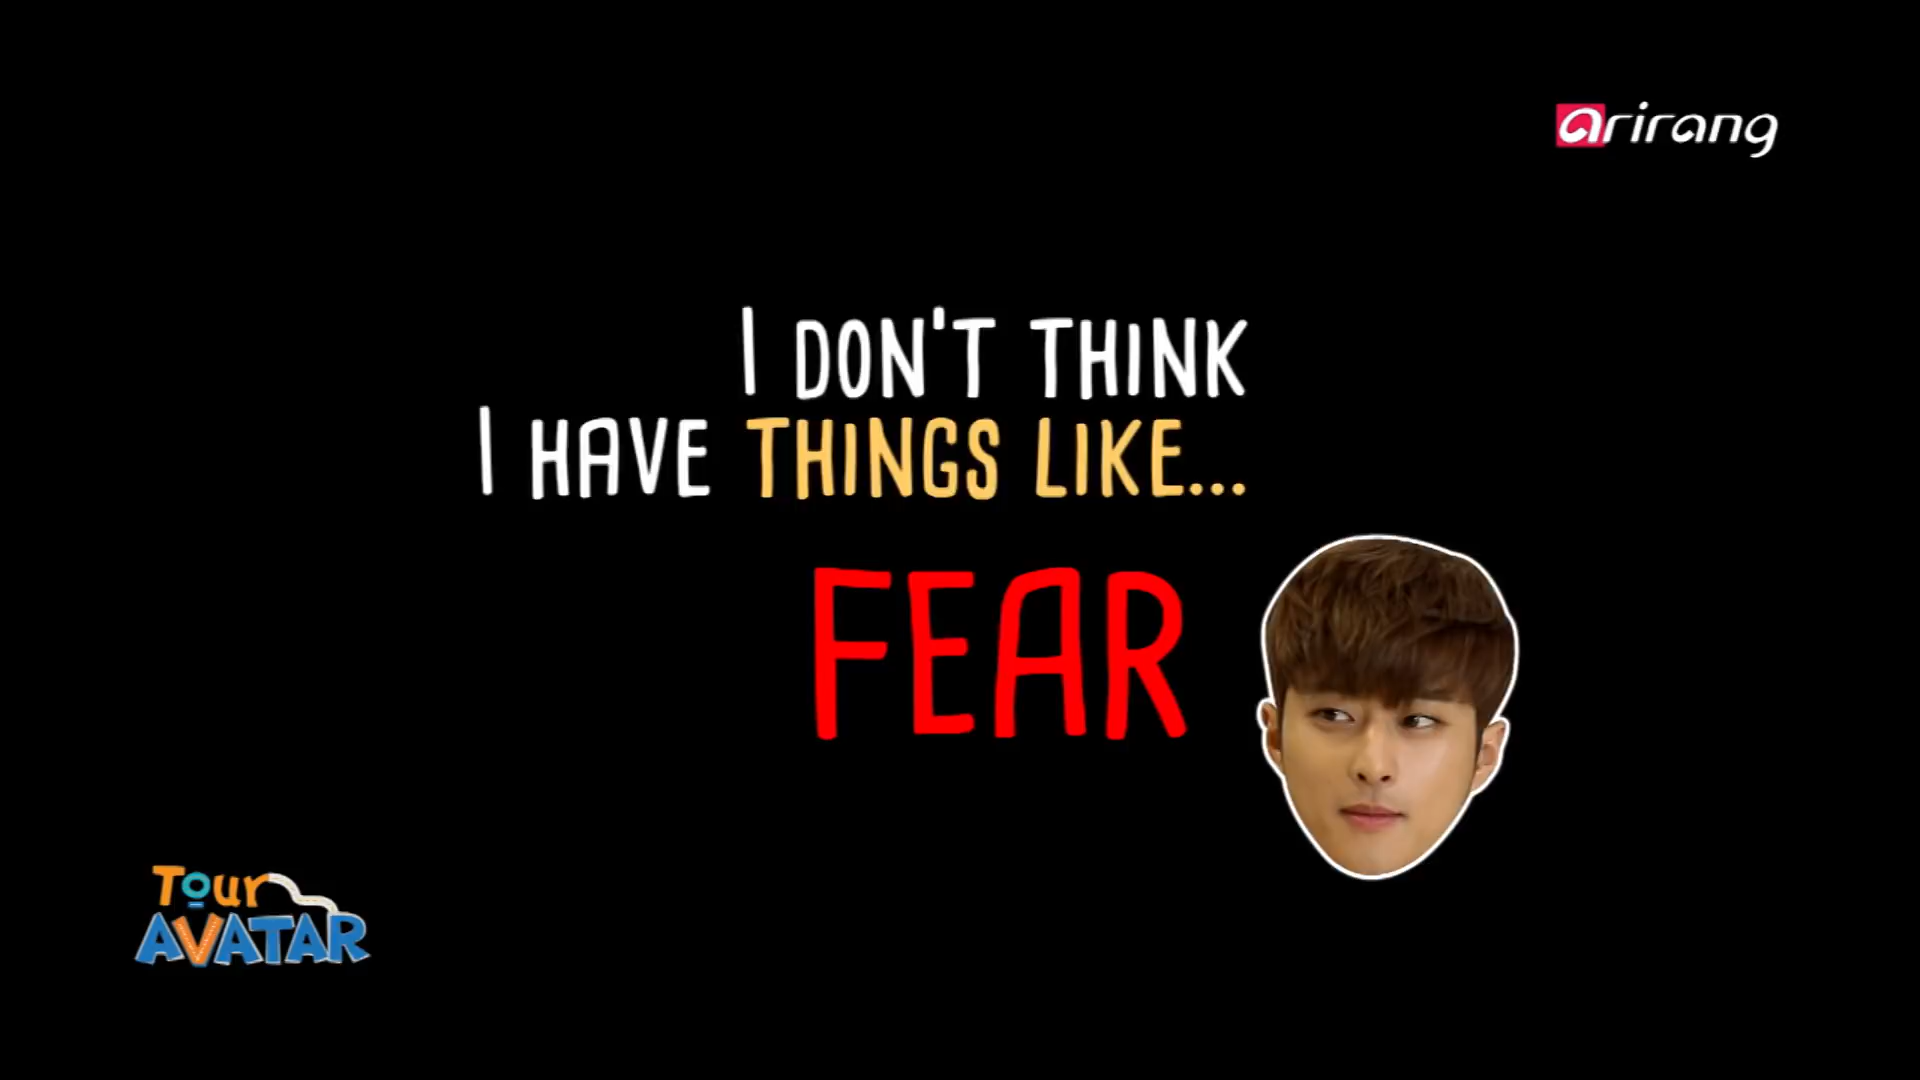 arirang
I DON'T THINK
I HAVE THINGS LIKE...
FEAR
Tour
AVATAR